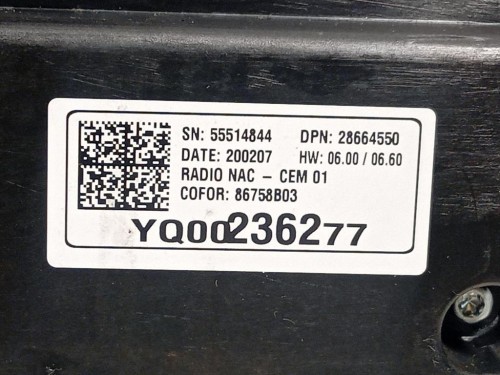 SN: 55514844 DPN: 28664550
DATE: 200207 HW: 06.00 / 06.60
RADIO NAC - CEM 01
COFOR: 86758B03
YQ00236277